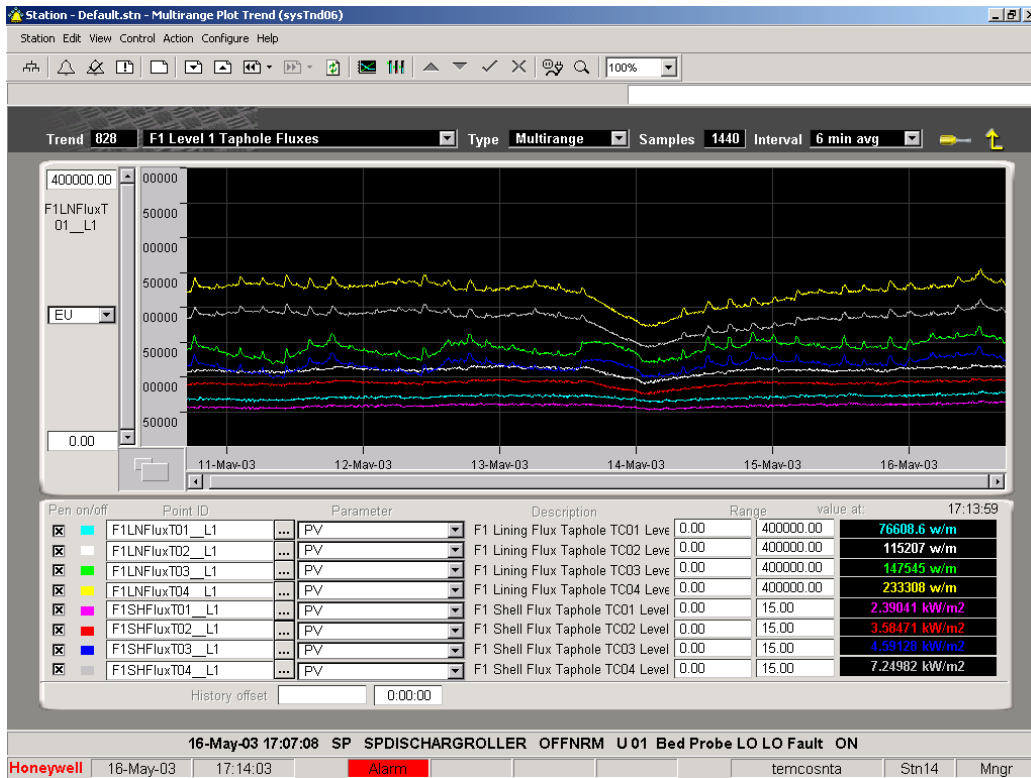 Station - Default.stn - Multirange Plot Trend (sysTnd06)
Station Edit View Control Action Configure Help
100%
Trend 828 F1 Level 1 Taphole Fluxes Type Multirange Samples 1440 Interval 6 min avg
400000.00
F1LNFluxT
01__L1
EU
0.00
00000
50000
00000
50000
00000
50000
00000
50000
11-May-03 12-May-03 13-May-03 14-May-03 15-May-03 16-May-03
Pen on/off Point ID Parameter Description Range value at: 17:13:59
F1LNFluxT01__L1 ... PV F1 Lining Flux Taphole TC01 Leve 0.00 400000.00 76608.6 w/m
F1LNFluxT02__L1 ... PV F1 Lining Flux Taphole TC02 Leve 0.00 400000.00 115207 w/m
F1LNFluxT03__L1 ... PV F1 Lining Flux Taphole TC03 Leve 0.00 400000.00 147545 w/m
F1LNFluxT04__L1 ... PV F1 Lining Flux Taphole TC04 Leve 0.00 400000.00 233308 w/m
F1SHFluxT01__L1 ... PV F1 Shell Flux Taphole TC01 Level 0.00 15.00 2.39041 kW/m2
F1SHFluxT02__L1 ... PV F1 Shell Flux Taphole TC02 Level 0.00 15.00 3.58471 kW/m2
F1SHFluxT03__L1 ... PV F1 Shell Flux Taphole TC03 Level 0.00 15.00 4.59128 kW/m2
F1SHFluxT04__L1 ... PV F1 Shell Flux Taphole TC04 Level 0.00 15.00 7.24982 kW/m2
History offset 0:00:00
16-May-03 17:07:08 SP SPDISCHARGROLLER OFFNRM U 01 Bed Probe LO LO Fault ON
Honeywell 16-May-03 17:14:03 Alarm temcosnta Stn14 Mngr